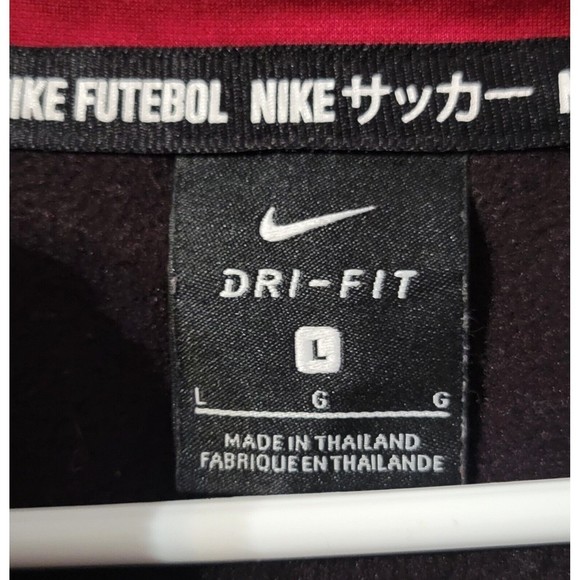 IKE FUTEBOL NIKE サッカー N
DRI-FIT
L
L G G
MADE IN THAILAND
FABRIQUE EN THAILANDE